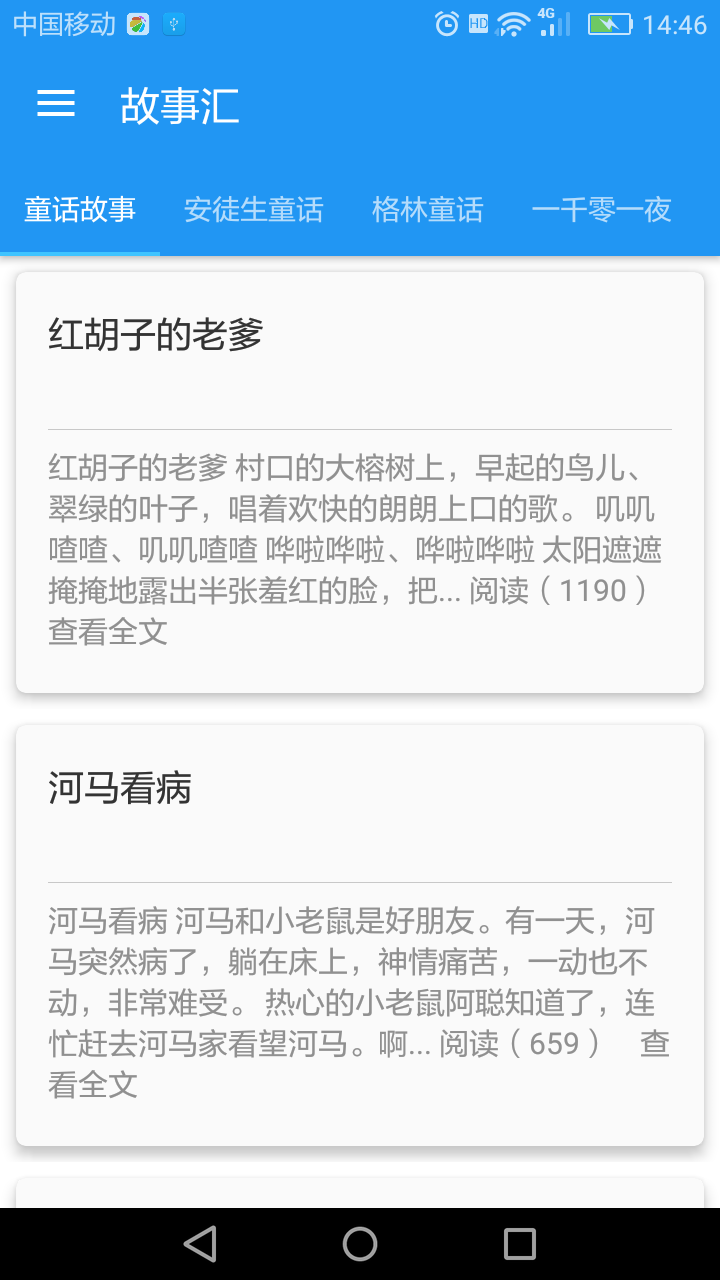 中国移动 HD 4G 14:46
故事汇
童话故事 安徒生童话 格林童话 一千零一夜
红胡子的老爹
红胡子的老爹 村口的大榕树上，早起的鸟儿、
翠绿的叶子，唱着欢快的朗朗上口的歌。 叽叽
喳喳、叽叽喳喳 哗啦哗啦、哗啦哗啦 太阳遮遮
掩掩地露出半张羞红的脸，把... 阅读（1190）
查看全文
河马看病
河马看病 河马和小老鼠是好朋友。有一天，河
马突然病了，躺在床上，神情痛苦，一动也不
动，非常难受。 热心的小老鼠阿聪知道了，连
忙赶去河马家看望河马。啊... 阅读（659） 查
看全文